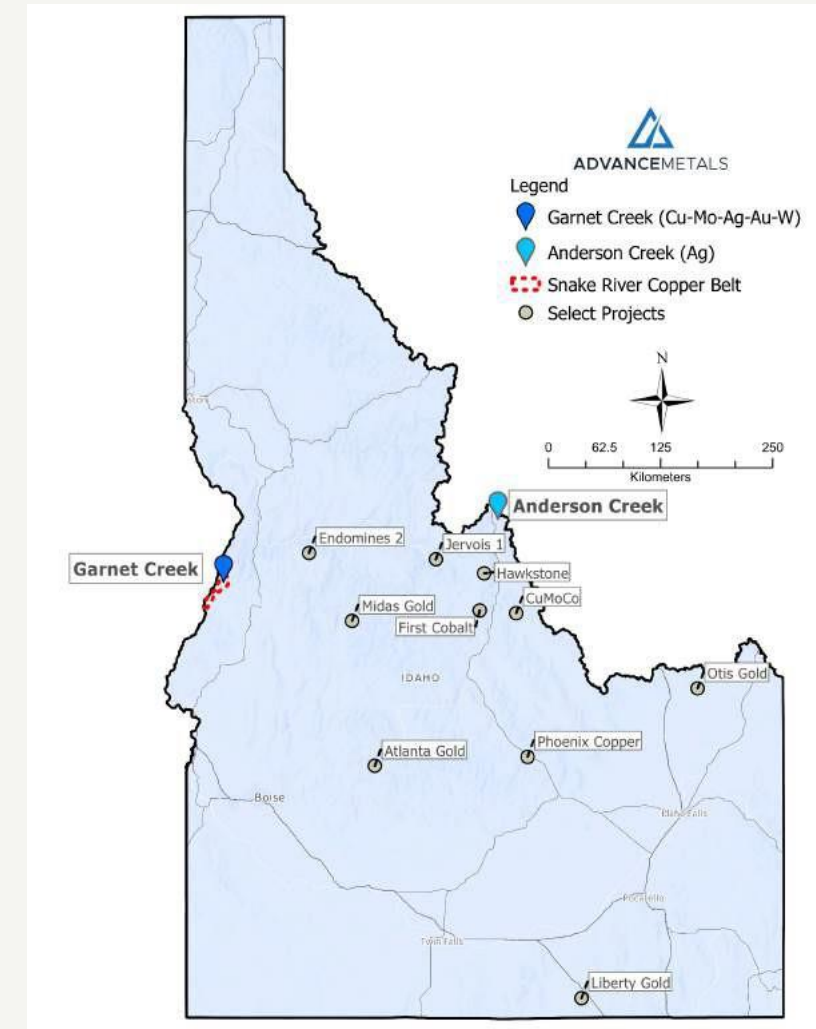 ADVANCEMETALS
Legend
Garnet Creek (Cu-Mo-Ag-Au-W)
Anderson Creek (Ag)
Snake River Copper Belt
Select Projects
N
0 62.5 125 250
Kilometers
Anderson Creek
Endomines 2
Jervois 1
Garnet Creek
Hawkstone
CuMoCo
Midas Gold
First Cobalt
Otis Gold
IDAHO
Phoenix Copper
Atlanta Gold
Boise
Idaho Falls
Pocatello
Twin Falls
Liberty Gold